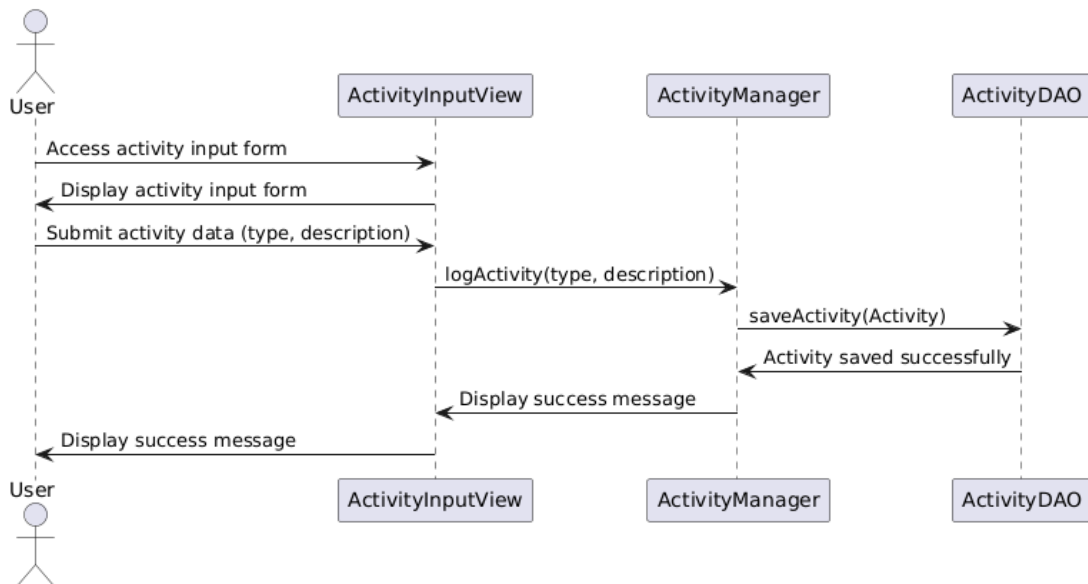 User
ActivityInputView
ActivityManager
ActivityDAO
Access activity input form
Display activity input form
Submit activity data (type, description)
logActivity(type, description)
saveActivity(Activity)
Activity saved successfully
Display success message
Display success message
User
ActivityInputView
ActivityManager
ActivityDAO